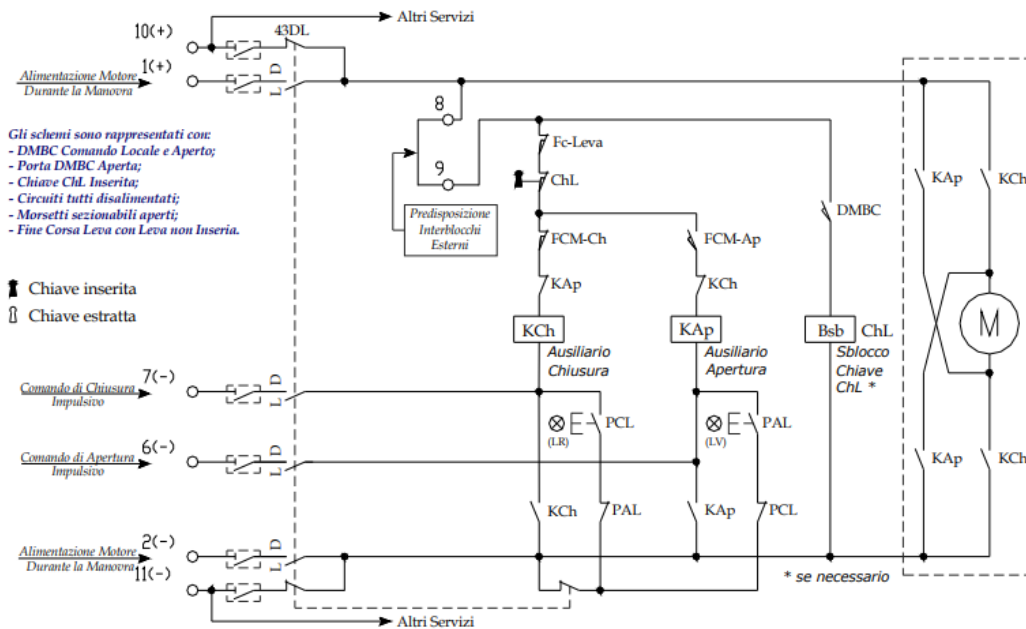 Altri Servizi
10(+)
43DL
1(+)
Alimentazione Motore
Durante la Manovra
L D
Gli schemi sono rappresentati con:
- DMBC Comando Locale e Aperto;
- Porta DMBC Aperta;
- Chiave ChL Inserita;
- Circuiti tutti disalimentati;
- Morsetti sezionabili aperti;
- Fine Corsa Leva con Leva non Inseria.
8
9
Predisposizione
Interblocchi
Esterni
Fc-Leva
ChL
FCM-Ch
FCM-Ap
KAp
KCh
DMBC
KAp
KCh
Chiave inserita
Chiave estratta
KCh
KAp
Bsb
ChL
M
Ausiliario
Chiusura
Ausiliario
Apertura
Sblocco
Chiave
ChL *
7(-)
Comando di Chiusura
Impulsivo
L D
(LR)
PCL
(LV)
PAL
6(-)
Comando di Apertura
Impulsivo
L D
KAp
KCh
KCh
PAL
KAp
PCL
2(-)
Alimentazione Motore
Durante la Manovra
L D
11(-)
* se necessario
Altri Servizi